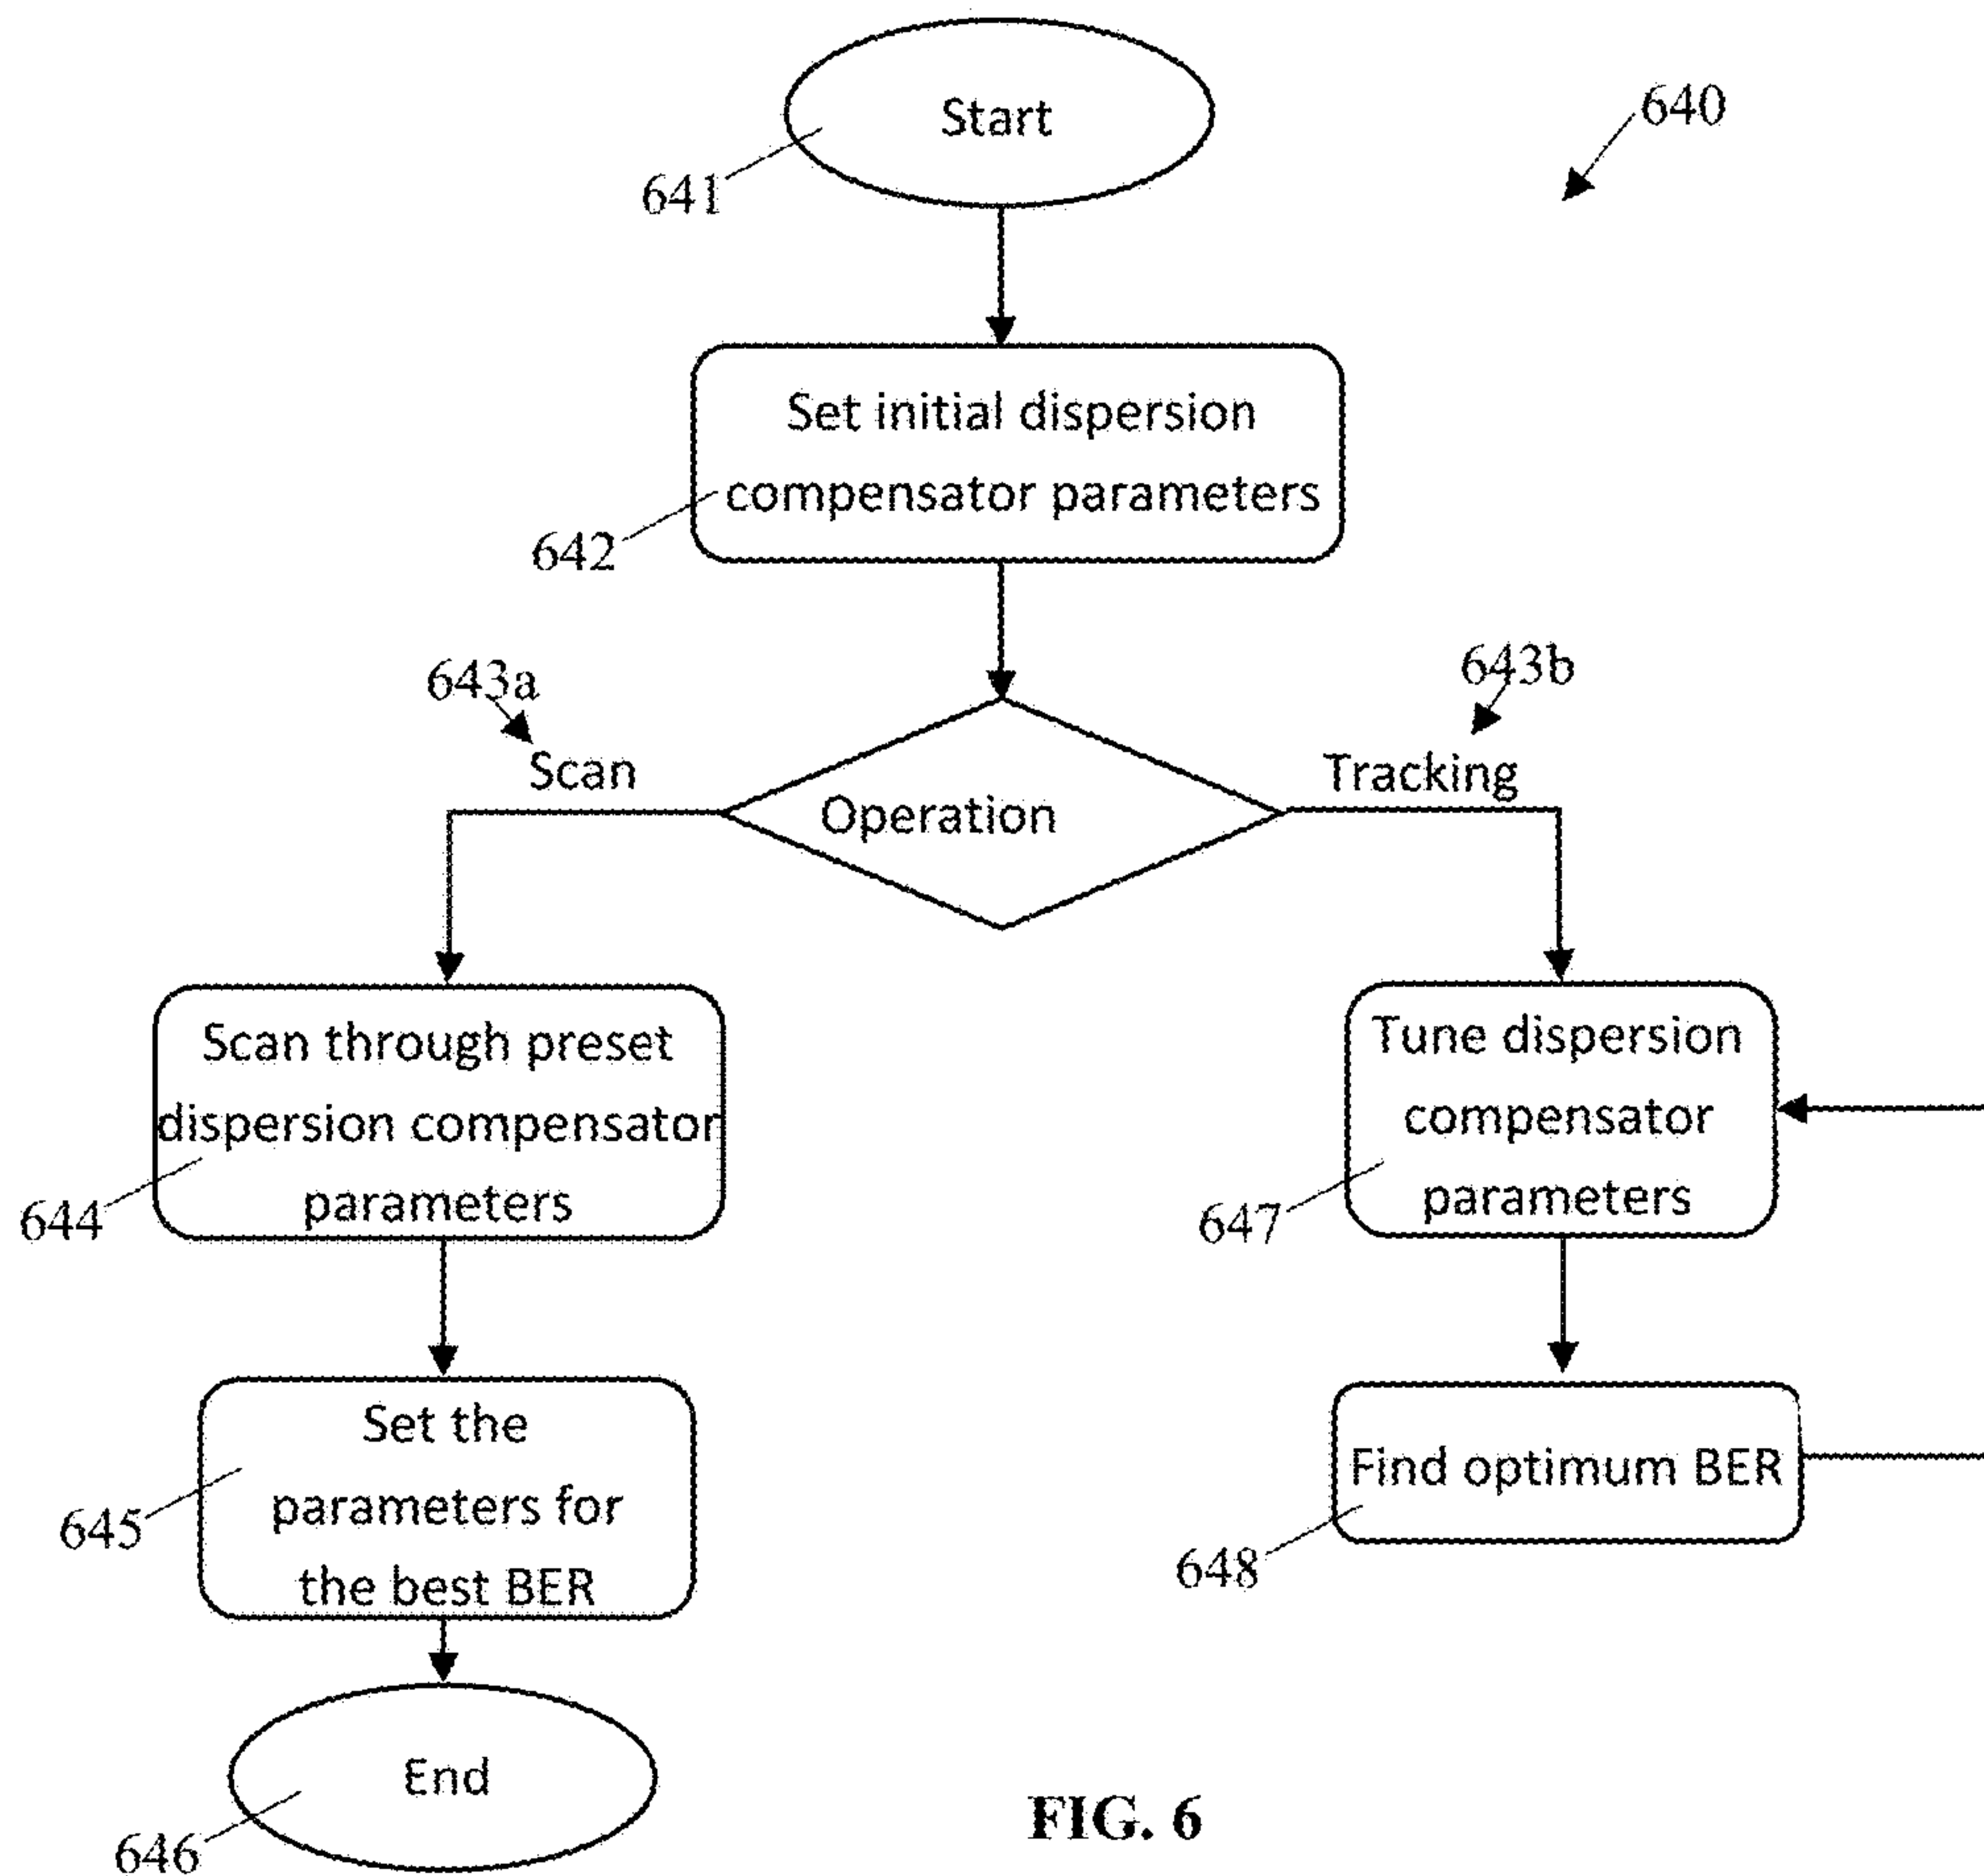 Start
640
641
Set initial dispersion
compensator parameters
642
643a
643b
Scan
Tracking
Operation
Scan through preset
dispersion compensator
parameters
644
Tune dispersion
compensator
parameters
647
Set the
parameters for
the best BER
645
Find optimum BER
648
End
646
FIG. 6